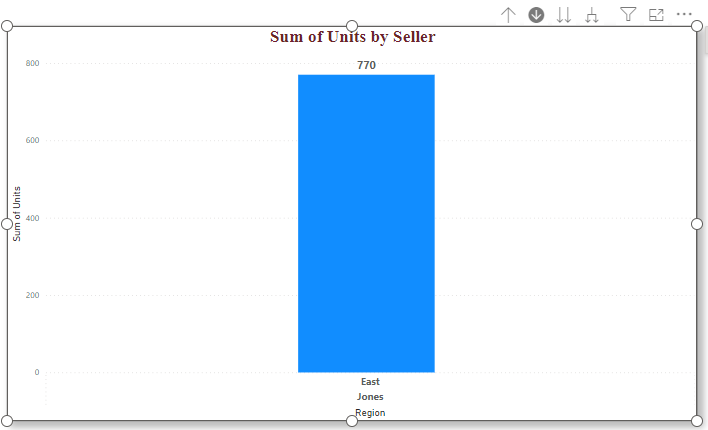 Sum of Units by Seller
770
800
600
400
200
0
Sum of Units
East
Jones
Region